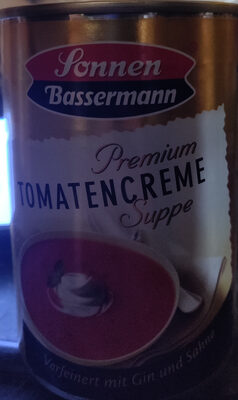 Sonnen
Bassermann
Premium
TOMATENCREME
Suppe
Verfeinert mit Gin und Sahne